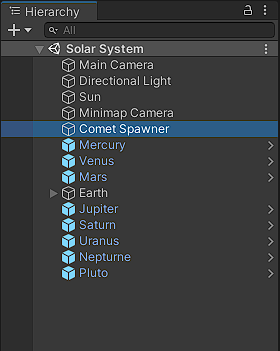 Hierarchy
All
Solar System
Main Camera
Directional Light
Sun
Minimap Camera
Comet Spawner
Mercury
Venus
Mars
Earth
Jupiter
Saturn
Uranus
Nepturne
Pluto